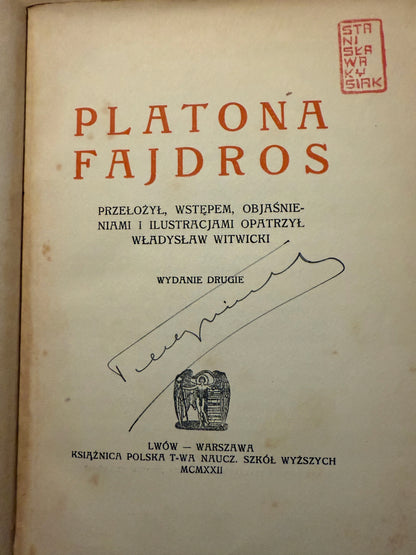 STA
NI
SŁA
WA
KY
SIAK
PLATONA
FAJDROS
PRZEŁOŻYŁ, WSTĘPEM, OBJAŚNIE-
NIAMI I ILUSTRACJAMI OPATRZYŁ
WŁADYSŁAW WITWICKI
WYDANIE DRUGIE
LWÓW — WARSZAWA
KSIĄŻNICA POLSKA T-WA NAUCZ. SZKÓŁ WYŻSZYCH
MCMXXII